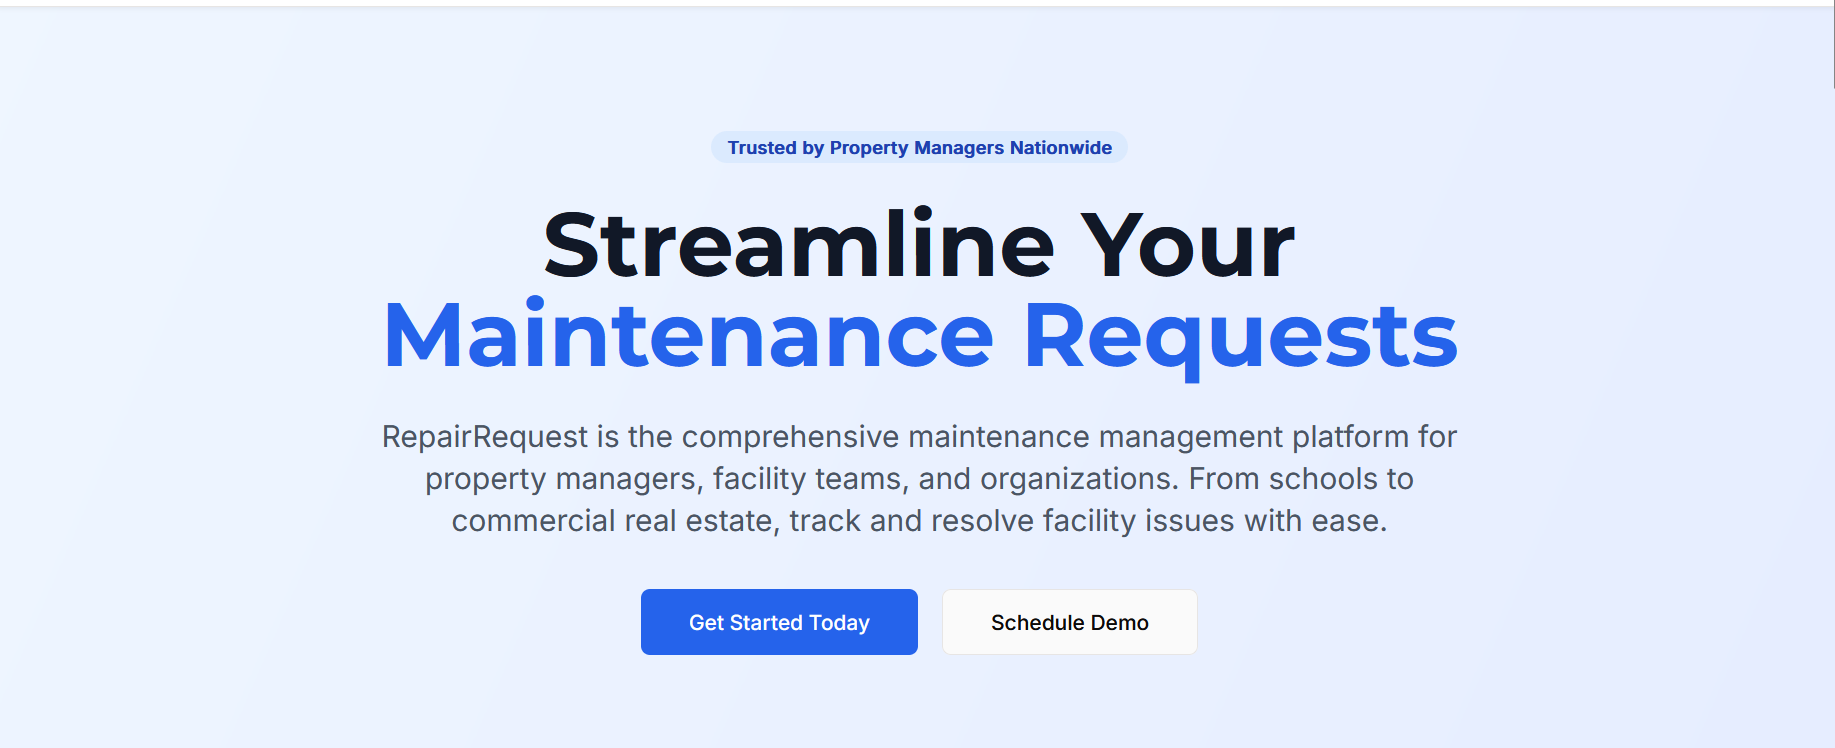 Trusted by Property Managers Nationwide
Streamline Your
Maintenance Requests
RepairRequest is the comprehensive maintenance management platform for
property managers, facility teams, and organizations. From schools to
commercial real estate, track and resolve facility issues with ease.
Get Started Today
Schedule Demo